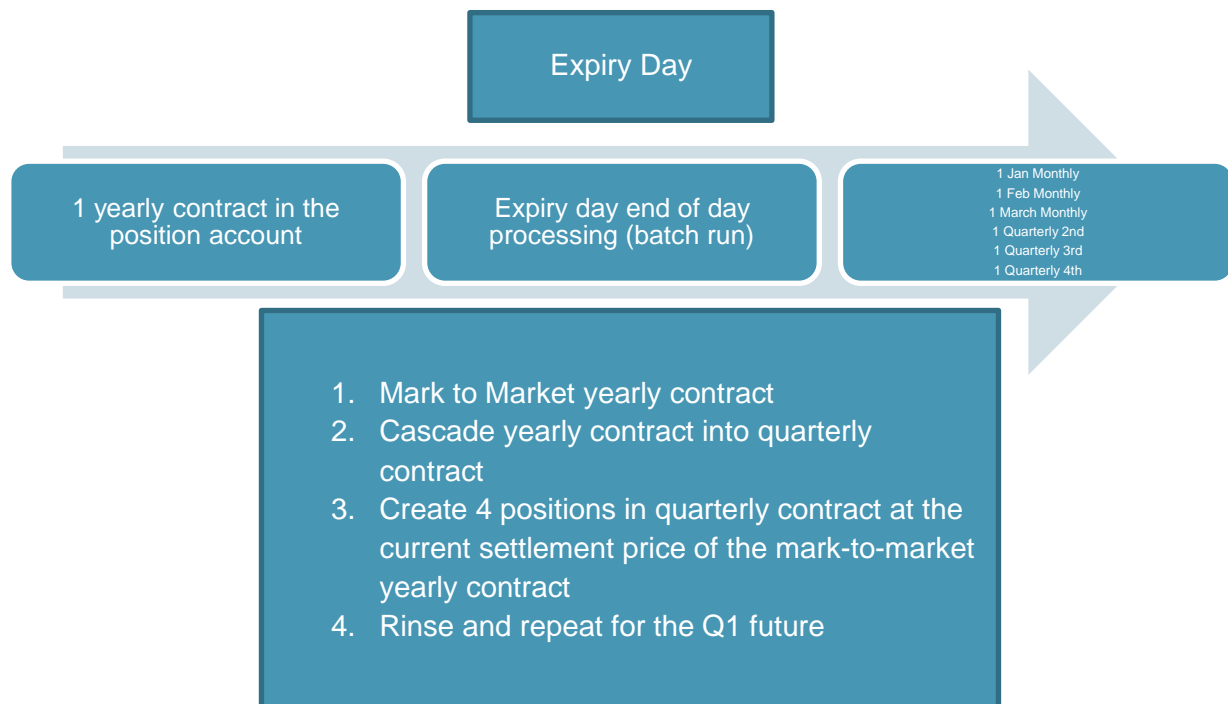 Expiry Day
1 yearly contract in the
position account
Expiry day end of day
processing (batch run)
1 Jan Monthly
1 Feb Monthly
1 March Monthly
1 Quarterly 2nd
1 Quarterly 3rd
1 Quarterly 4th
1. Mark to Market yearly contract
2. Cascade yearly contract into quarterly
contract
3. Create 4 positions in quarterly contract at the
current settlement price of the mark-to-market
yearly contract
4. Rinse and repeat for the Q1 future